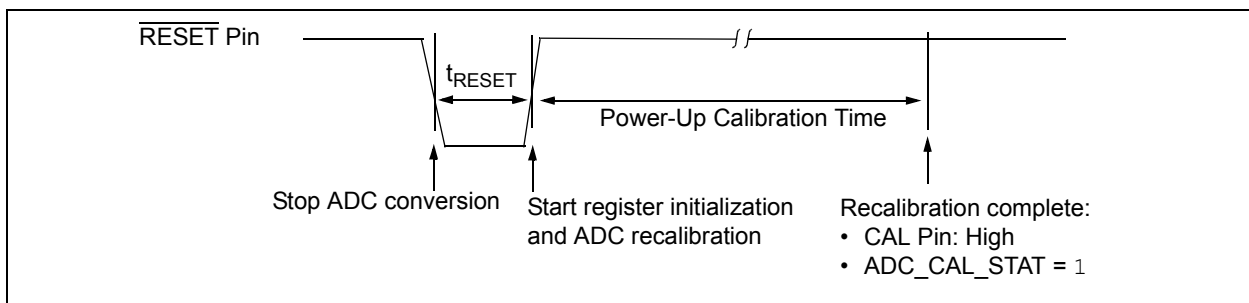 RESET Pin
tRESET
Power-Up Calibration Time
Stop ADC conversion
Start register initialization
and ADC recalibration
Recalibration complete:
• CAL Pin: High
• ADC_CAL_STAT = 1